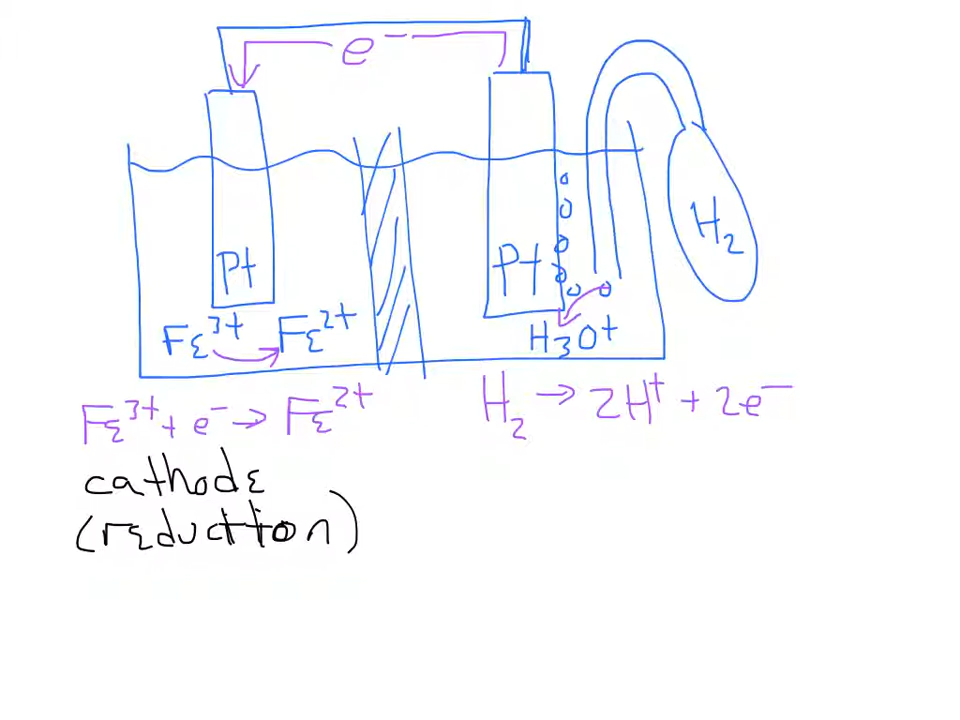 e⁻
H₂
Pt
Pt
Fe³⁺ Fe²⁺
H₃O⁺
Fe³⁺ + e⁻ → Fe²⁺
H₂ → 2H⁺ + 2e⁻
cathode
(reduction)